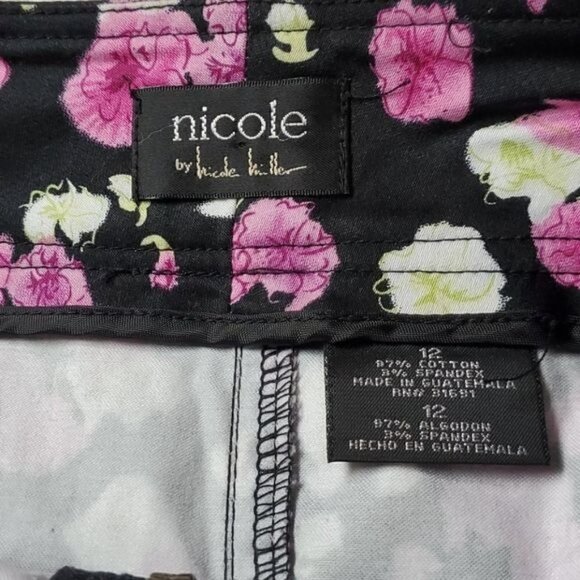 nicole
by nicole miller
12
97% COTTON
3% SPANDEX
MADE IN GUATEMALA
RN# 31691
12
97% ALGODON
3% SPANDEX
HECHO EN GUATEMALA